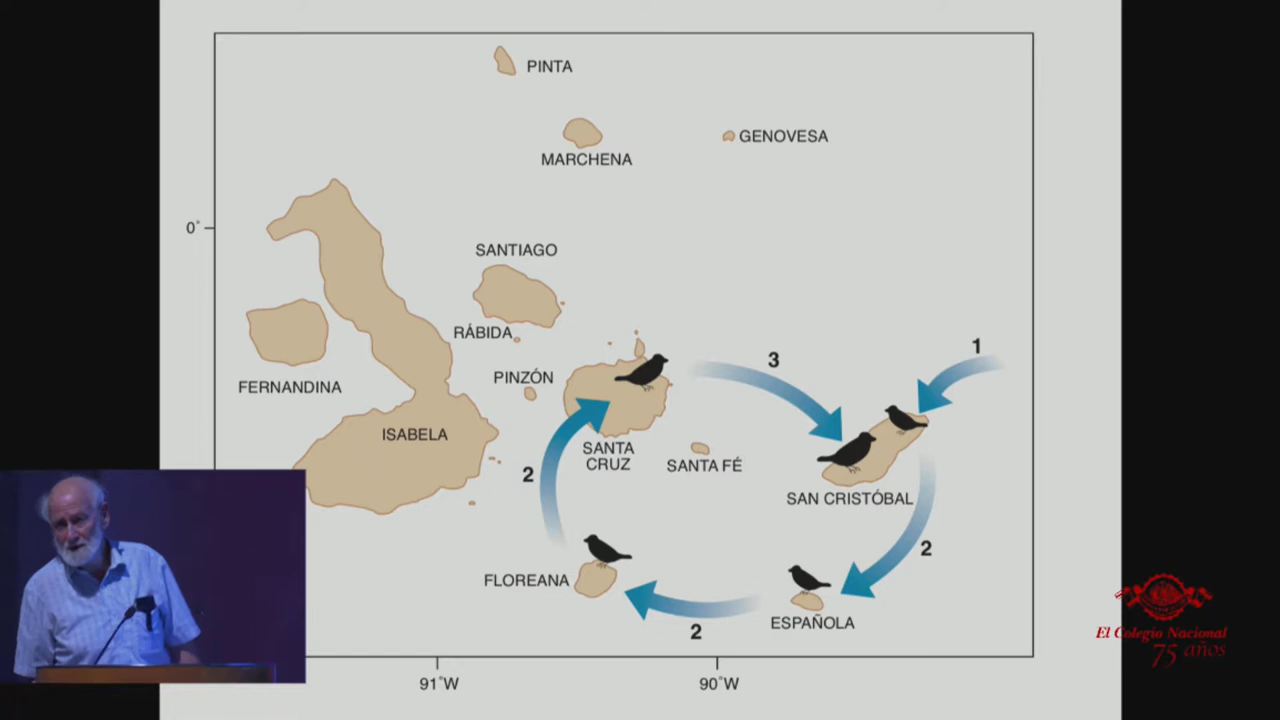 PINTA
GENOVESA
MARCHENA
0°
SANTIAGO
RÁBIDA
3
1
PINZÓN
FERNANDINA
ISABELA
SANTA
CRUZ
SANTA FÉ
2
SAN CRISTÓBAL
2
FLOREANA
ESPAÑOLA
2
El Colegio Nacional
75 años
91°W
90°W